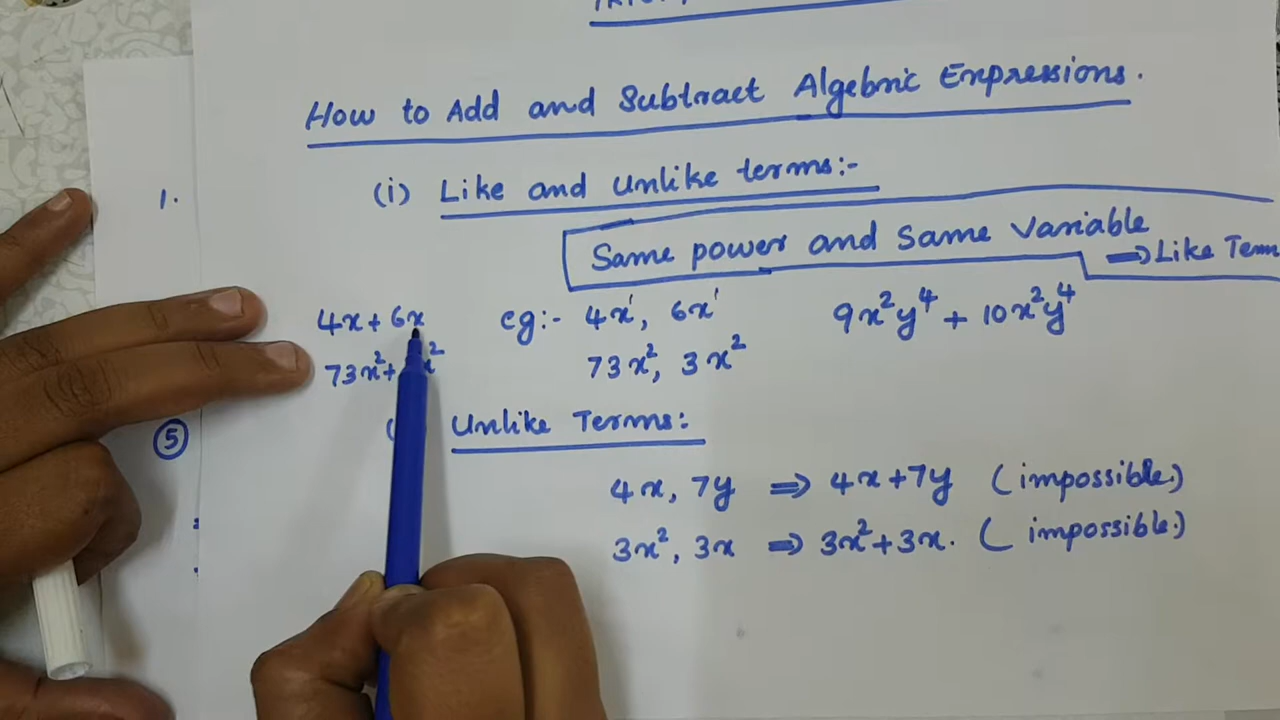 How to Add and Subtract Algebric Expressions.
1.
(i) Like and Unlike terms:-
Same power and Same Variable
⇒ Like Term
4x + 6x
eg:- 4x¹, 6x¹
9x²y⁴ + 10x²y⁴
73x² + x²
73x², 3x²
5
Unlike Terms:
4x, 7y ⇒ 4x+7y (impossible.)
3x², 3x ⇒ 3x²+3x. (impossible.)